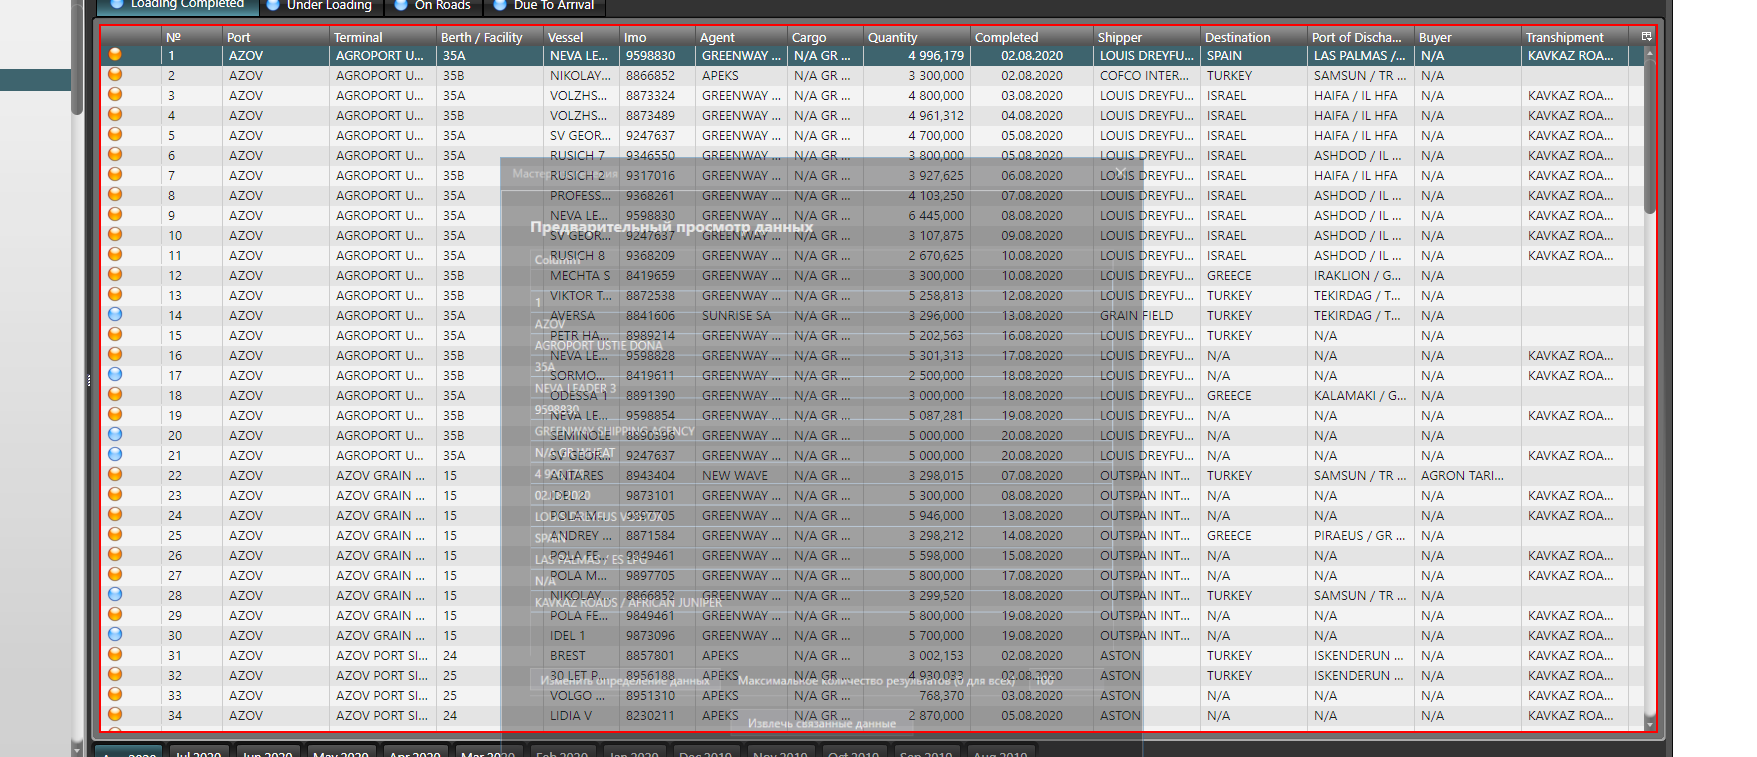 Loading Completed Under Loading On Roads Due To Arrival
№ Port Terminal Berth / Facility Vessel Imo Agent Cargo Quantity Completed Shipper Destination Port of Discha... Buyer Transhipment
1 AZOV AGROPORT U... 35A NEVA LE... 9598830 GREENWAY ... N/A GR ... 4 996,179 02.08.2020 LOUIS DREYFU... SPAIN LAS PALMAS /... N/A KAVKAZ ROA...
2 AZOV AGROPORT U... 35B NIKOLAY... 8866852 APEKS N/A GR ... 3 300,000 02.08.2020 COFCO INTER... TURKEY SAMSUN / TR ... N/A
3 AZOV AGROPORT U... 35A VOLZHS... 8873324 GREENWAY ... N/A GR ... 4 800,000 03.08.2020 LOUIS DREYFU... ISRAEL HAIFA / IL HFA N/A KAVKAZ ROA...
4 AZOV AGROPORT U... 35B VOLZHS... 8873489 GREENWAY ... N/A GR ... 4 961,312 04.08.2020 LOUIS DREYFU... ISRAEL HAIFA / IL HFA N/A KAVKAZ ROA...
5 AZOV AGROPORT U... 35A SV GEOR... 9247637 GREENWAY ... N/A GR ... 4 700,000 05.08.2020 LOUIS DREYFU... ISRAEL HAIFA / IL HFA N/A KAVKAZ ROA...
6 AZOV AGROPORT U... 35A RUSICH 7 9346550 GREENWAY ... N/A GR ... 3 800,000 05.08.2020 LOUIS DREYFU... ISRAEL ASHDOD / IL ... N/A KAVKAZ ROA...
7 AZOV AGROPORT U... 35B RUSICH 2 9317016 GREENWAY ... N/A GR ... 3 927,625 06.08.2020 LOUIS DREYFU... ISRAEL HAIFA / IL HFA N/A KAVKAZ ROA...
8 AZOV AGROPORT U... 35A PROFESS... 9368261 GREENWAY ... N/A GR ... 4 103,250 07.08.2020 LOUIS DREYFU... ISRAEL ASHDOD / IL ... N/A KAVKAZ ROA...
9 AZOV AGROPORT U... 35A NEVA LE... 9598830 GREENWAY ... N/A GR ... 6 445,000 08.08.2020 LOUIS DREYFU... ISRAEL ASHDOD / IL ... N/A KAVKAZ ROA...
Предварительный просмотр данных
10 AZOV AGROPORT U... 35A SV GEOR... 9247637 GREENWAY ... N/A GR ... 3 107,875 09.08.2020 LOUIS DREYFU... ISRAEL ASHDOD / IL ... N/A KAVKAZ ROA...
11 AZOV AGROPORT U... 35A RUSICH 8 9368209 GREENWAY ... N/A GR ... 2 670,625 10.08.2020 LOUIS DREYFU... ISRAEL ASHDOD / IL ... N/A KAVKAZ ROA...
12 AZOV AGROPORT U... 35B MECHTA S 8419659 GREENWAY ... N/A GR ... 3 300,000 10.08.2020 LOUIS DREYFU... GREECE IRAKLION / G... N/A
13 AZOV AGROPORT U... 35B VIKTOR T... 8872538 GREENWAY ... N/A GR ... 5 258,813 12.08.2020 LOUIS DREYFU... TURKEY TEKIRDAG / T... N/A
1
14 AZOV AGROPORT U... 35A AVERSA 8841606 SUNRISE SA N/A GR ... 3 296,000 13.08.2020 GRAIN FIELD TURKEY TEKIRDAG / T... N/A
AZOV
15 AZOV AGROPORT U... 35A PETR HA... 8989214 GREENWAY ... N/A GR ... 5 202,563 16.08.2020 LOUIS DREYFU... TURKEY N/A N/A
AGROPORT USTIE DONA
16 AZOV AGROPORT U... 35B NEVA LE... 9598828 GREENWAY ... N/A GR ... 5 301,313 17.08.2020 LOUIS DREYFU... N/A N/A N/A KAVKAZ ROA...
35A
17 AZOV AGROPORT U... 35B SORMO... 8419611 GREENWAY ... N/A GR ... 2 500,000 18.08.2020 LOUIS DREYFU... N/A N/A N/A KAVKAZ ROA...
NEVA LEADER 3
18 AZOV AGROPORT U... 35A ODESSA 1 8891390 GREENWAY ... N/A GR ... 3 000,000 18.08.2020 LOUIS DREYFU... GREECE KALAMAKI / G... N/A
9598830
19 AZOV AGROPORT U... 35B NEVA LE... 9598854 GREENWAY ... N/A GR ... 5 087,281 19.08.2020 LOUIS DREYFU... N/A N/A N/A KAVKAZ ROA...
GREENWAY SHIPPING AGENCY
20 AZOV AGROPORT U... 35B SEMINOLE 8890396 GREENWAY ... N/A GR ... 5 000,000 20.08.2020 LOUIS DREYFU... N/A N/A N/A
N/A GR WHEAT
21 AZOV AGROPORT U... 35A SV GEOR... 9247637 GREENWAY ... N/A GR ... 5 000,000 20.08.2020 LOUIS DREYFU... N/A N/A N/A KAVKAZ ROA...
22 AZOV AZOV GRAIN ... 15 ANTARES 8943404 NEW WAVE N/A GR ... 3 298,015 07.08.2020 OUTSPAN INT... TURKEY SAMSUN / TR ... AGRON TARI...
23 AZOV AZOV GRAIN ... 15 IDEL 2 9873101 GREENWAY ... N/A GR ... 5 300,000 08.08.2020 OUTSPAN INT... N/A N/A N/A KAVKAZ ROA...
24 AZOV AZOV GRAIN ... 15 POLA M... 9897705 GREENWAY ... N/A GR ... 5 946,000 13.08.2020 OUTSPAN INT... N/A N/A N/A KAVKAZ ROA...
25 AZOV AZOV GRAIN ... 15 ANDREY ... 8871584 GREENWAY ... N/A GR ... 3 298,212 14.08.2020 OUTSPAN INT... GREECE PIRAEUS / GR ... N/A
SPAIN
26 AZOV AZOV GRAIN ... 15 POLA FE... 9849461 GREENWAY ... N/A GR ... 5 598,000 15.08.2020 OUTSPAN INT... N/A N/A N/A KAVKAZ ROA...
LAS PALMAS / ES LPG
27 AZOV AZOV GRAIN ... 15 POLA M... 9897705 GREENWAY ... N/A GR ... 5 800,000 17.08.2020 OUTSPAN INT... N/A N/A N/A KAVKAZ ROA...
N/A
28 AZOV AZOV GRAIN ... 15 NIKOLAY... 8866852 GREENWAY ... N/A GR ... 3 299,520 18.08.2020 OUTSPAN INT... TURKEY SAMSUN / TR ... N/A
KAVKAZ ROADS / AFRICAN JUNIPER
29 AZOV AZOV GRAIN ... 15 POLA FE... 9849461 GREENWAY ... N/A GR ... 5 800,000 19.08.2020 OUTSPAN INT... N/A N/A N/A KAVKAZ ROA...
30 AZOV AZOV GRAIN ... 15 IDEL 1 9873096 GREENWAY ... N/A GR ... 5 700,000 19.08.2020 OUTSPAN INT... N/A N/A N/A KAVKAZ ROA...
31 AZOV AZOV PORT SI... 24 BREST 8857801 APEKS N/A GR ... 3 002,153 02.08.2020 ASTON TURKEY ISKENDERUN ... N/A KAVKAZ ROA...
32 AZOV AZOV PORT SI... 25 30 LET P... 8956188 APEKS N/A GR ... 4 930,033 02.08.2020 ASTON TURKEY ISKENDERUN ... N/A KAVKAZ ROA...
Изменить определение данных Максимальное количество результатов (0 для всех) 100
33 AZOV AZOV PORT SI... 25 VOLGO ... 8951310 APEKS N/A GR ... 768,370 03.08.2020 ASTON N/A N/A N/A KAVKAZ ROA...
34 AZOV AZOV PORT SI... 24 LIDIA V 8230211 APEKS N/A GR ... 2 870,000 05.08.2020 ASTON N/A N/A N/A KAVKAZ ROA...
Извлечь связанные данные
Jul 2020 Jun 2020 May 2020 Apr 2020 Mar 2020 Feb 2020 Jan 2020 Dec 2019 Nov 2019 Oct 2019 Sep 2019 Aug 2019